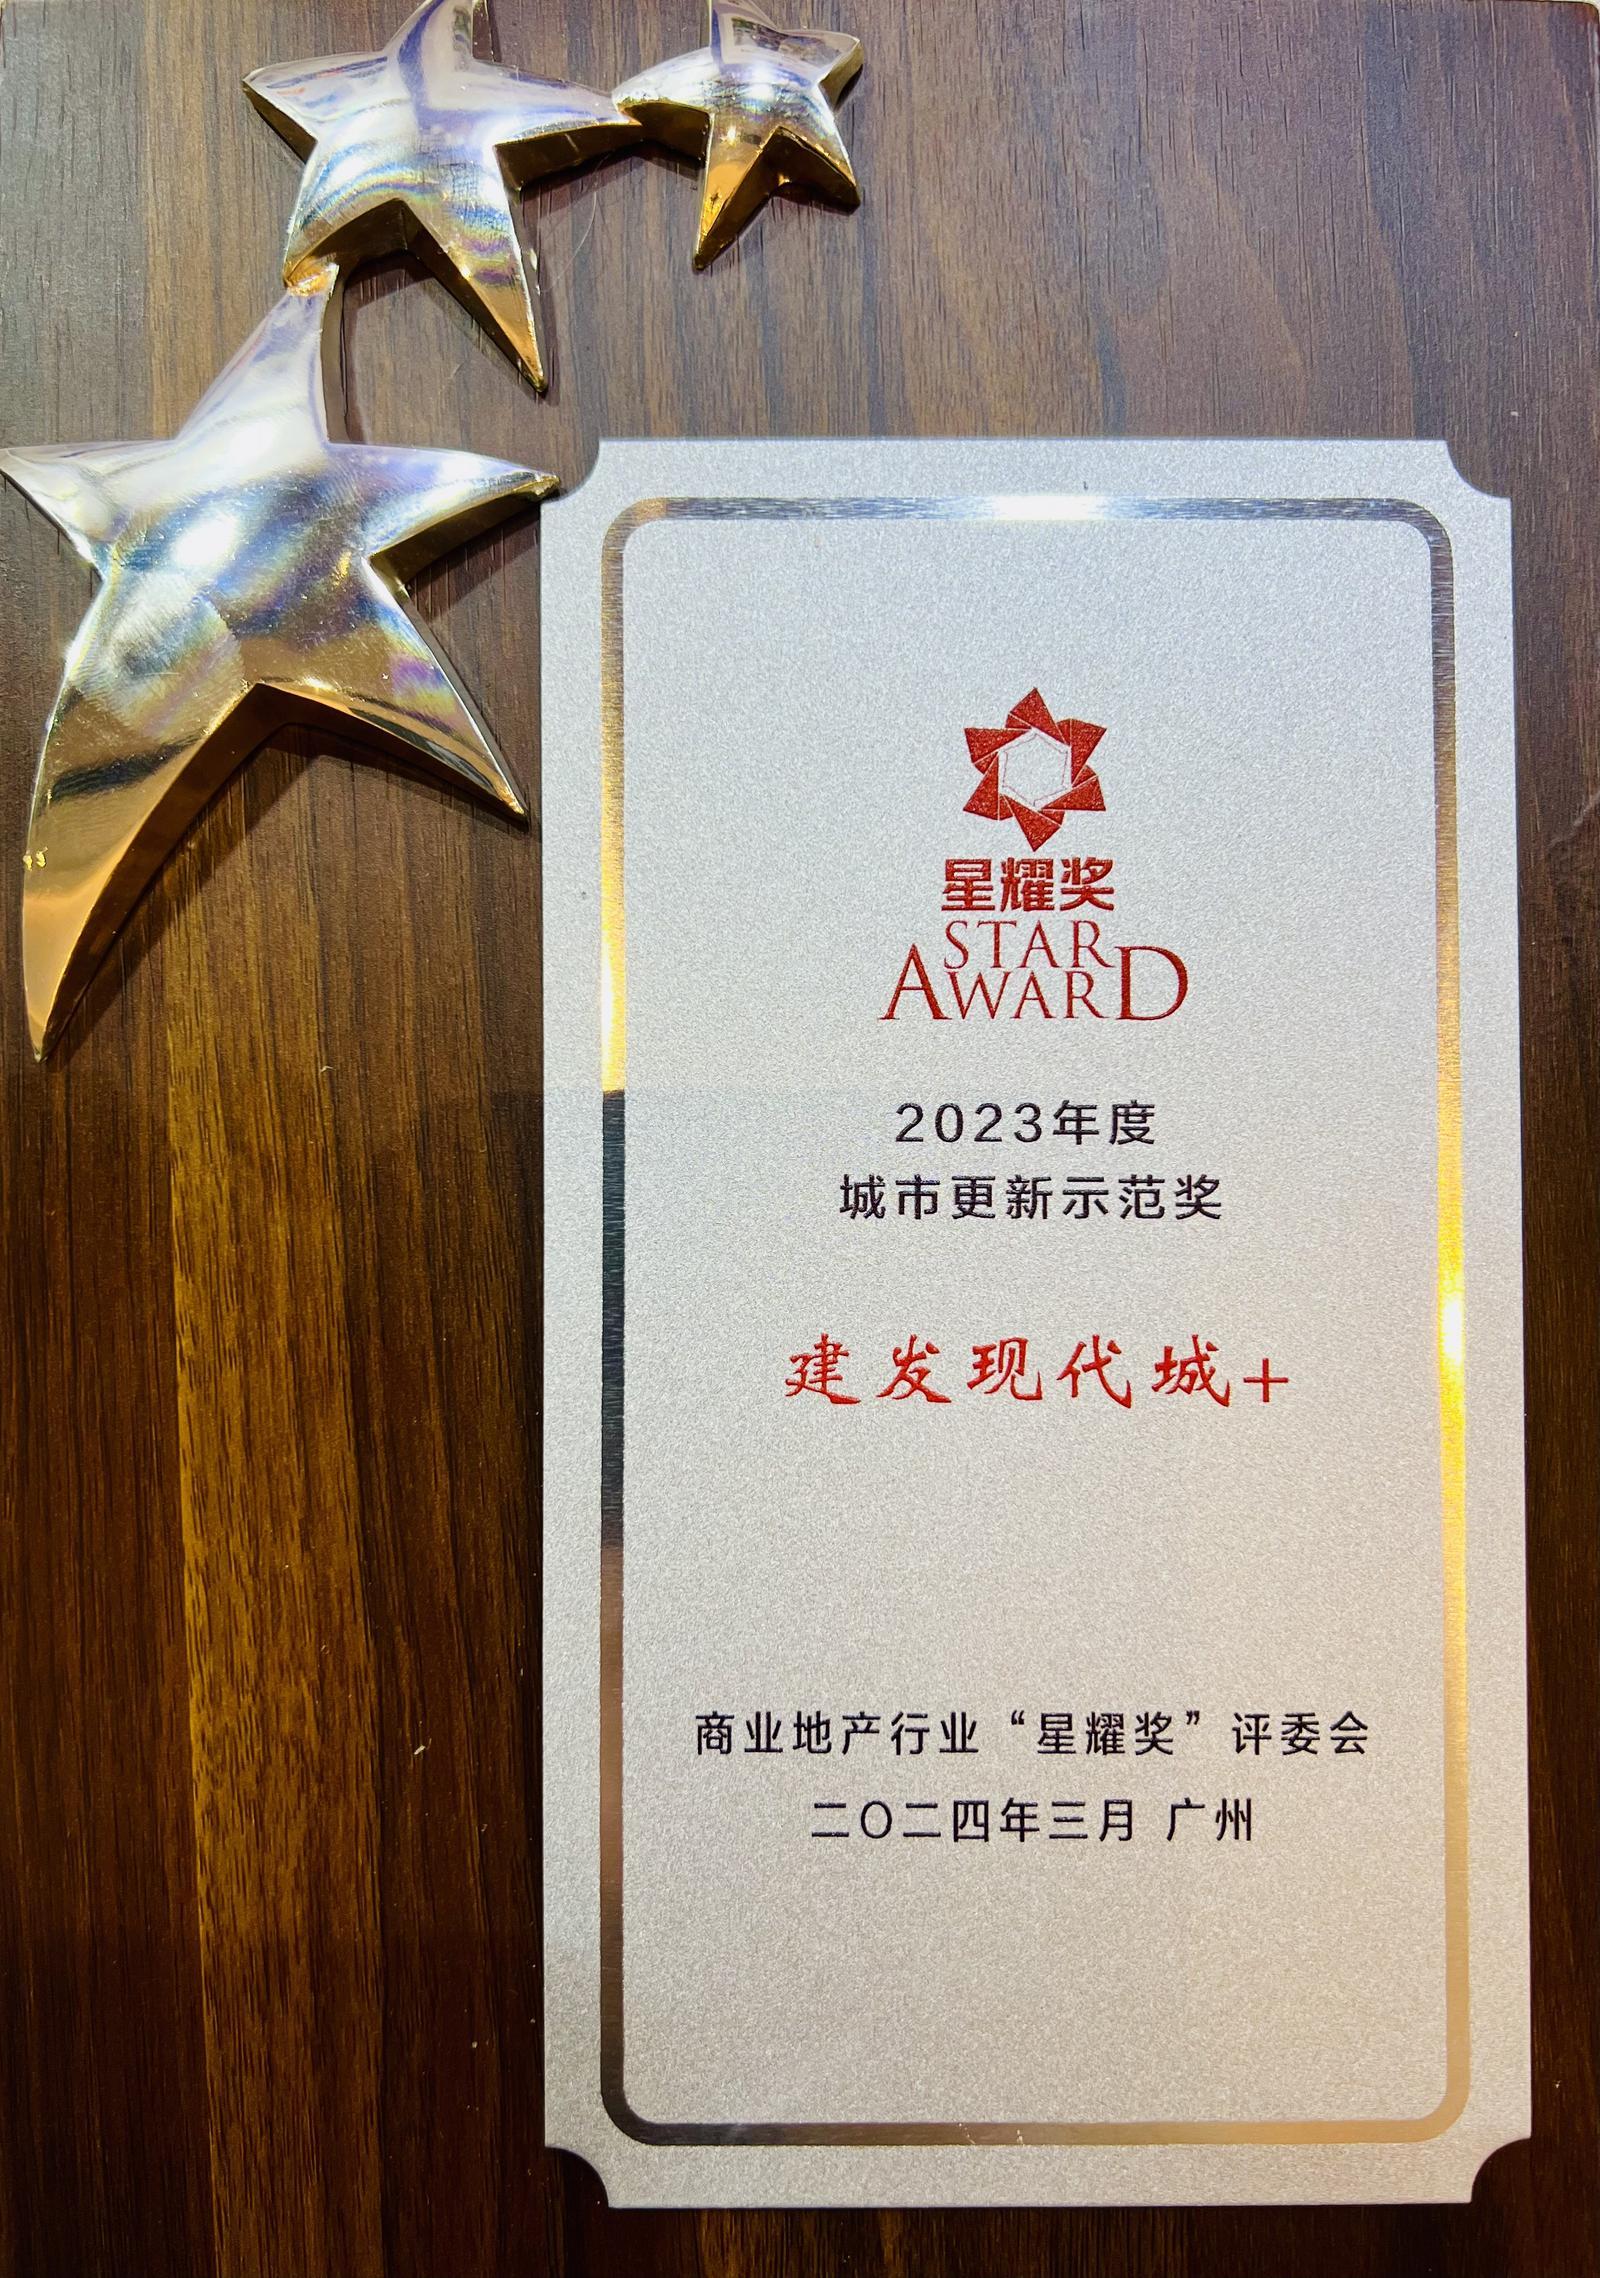 星耀奖
STAR
AWARD
2023年度
城市更新示范奖
建发现代城+
商业地产行业“星耀奖”评委会
二〇二四年三月 广州